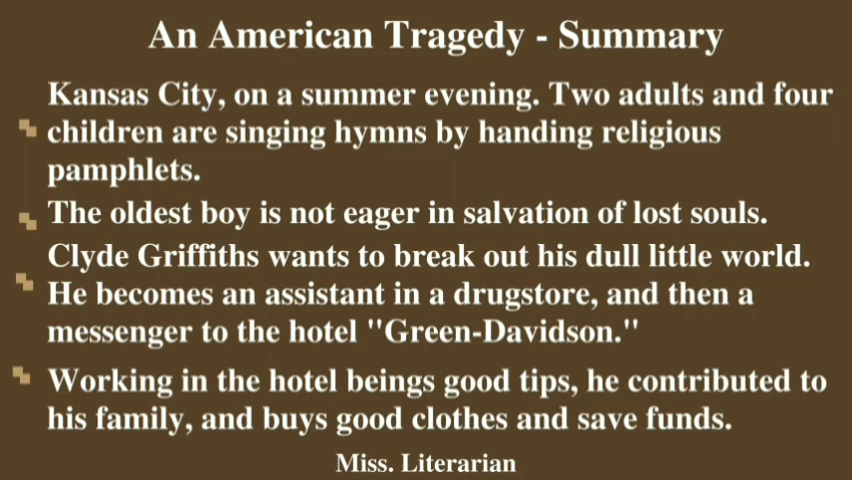 An American Tragedy - Summary
Kansas City, on a summer evening. Two adults and four
children are singing hymns by handing religious
pamphlets.
The oldest boy is not eager in salvation of lost souls.
Clyde Griffiths wants to break out his dull little world.
He becomes an assistant in a drugstore, and then a
messenger to the hotel "Green-Davidson."
Working in the hotel beings good tips, he contributed to
his family, and buys good clothes and save funds.
Miss. Literarian